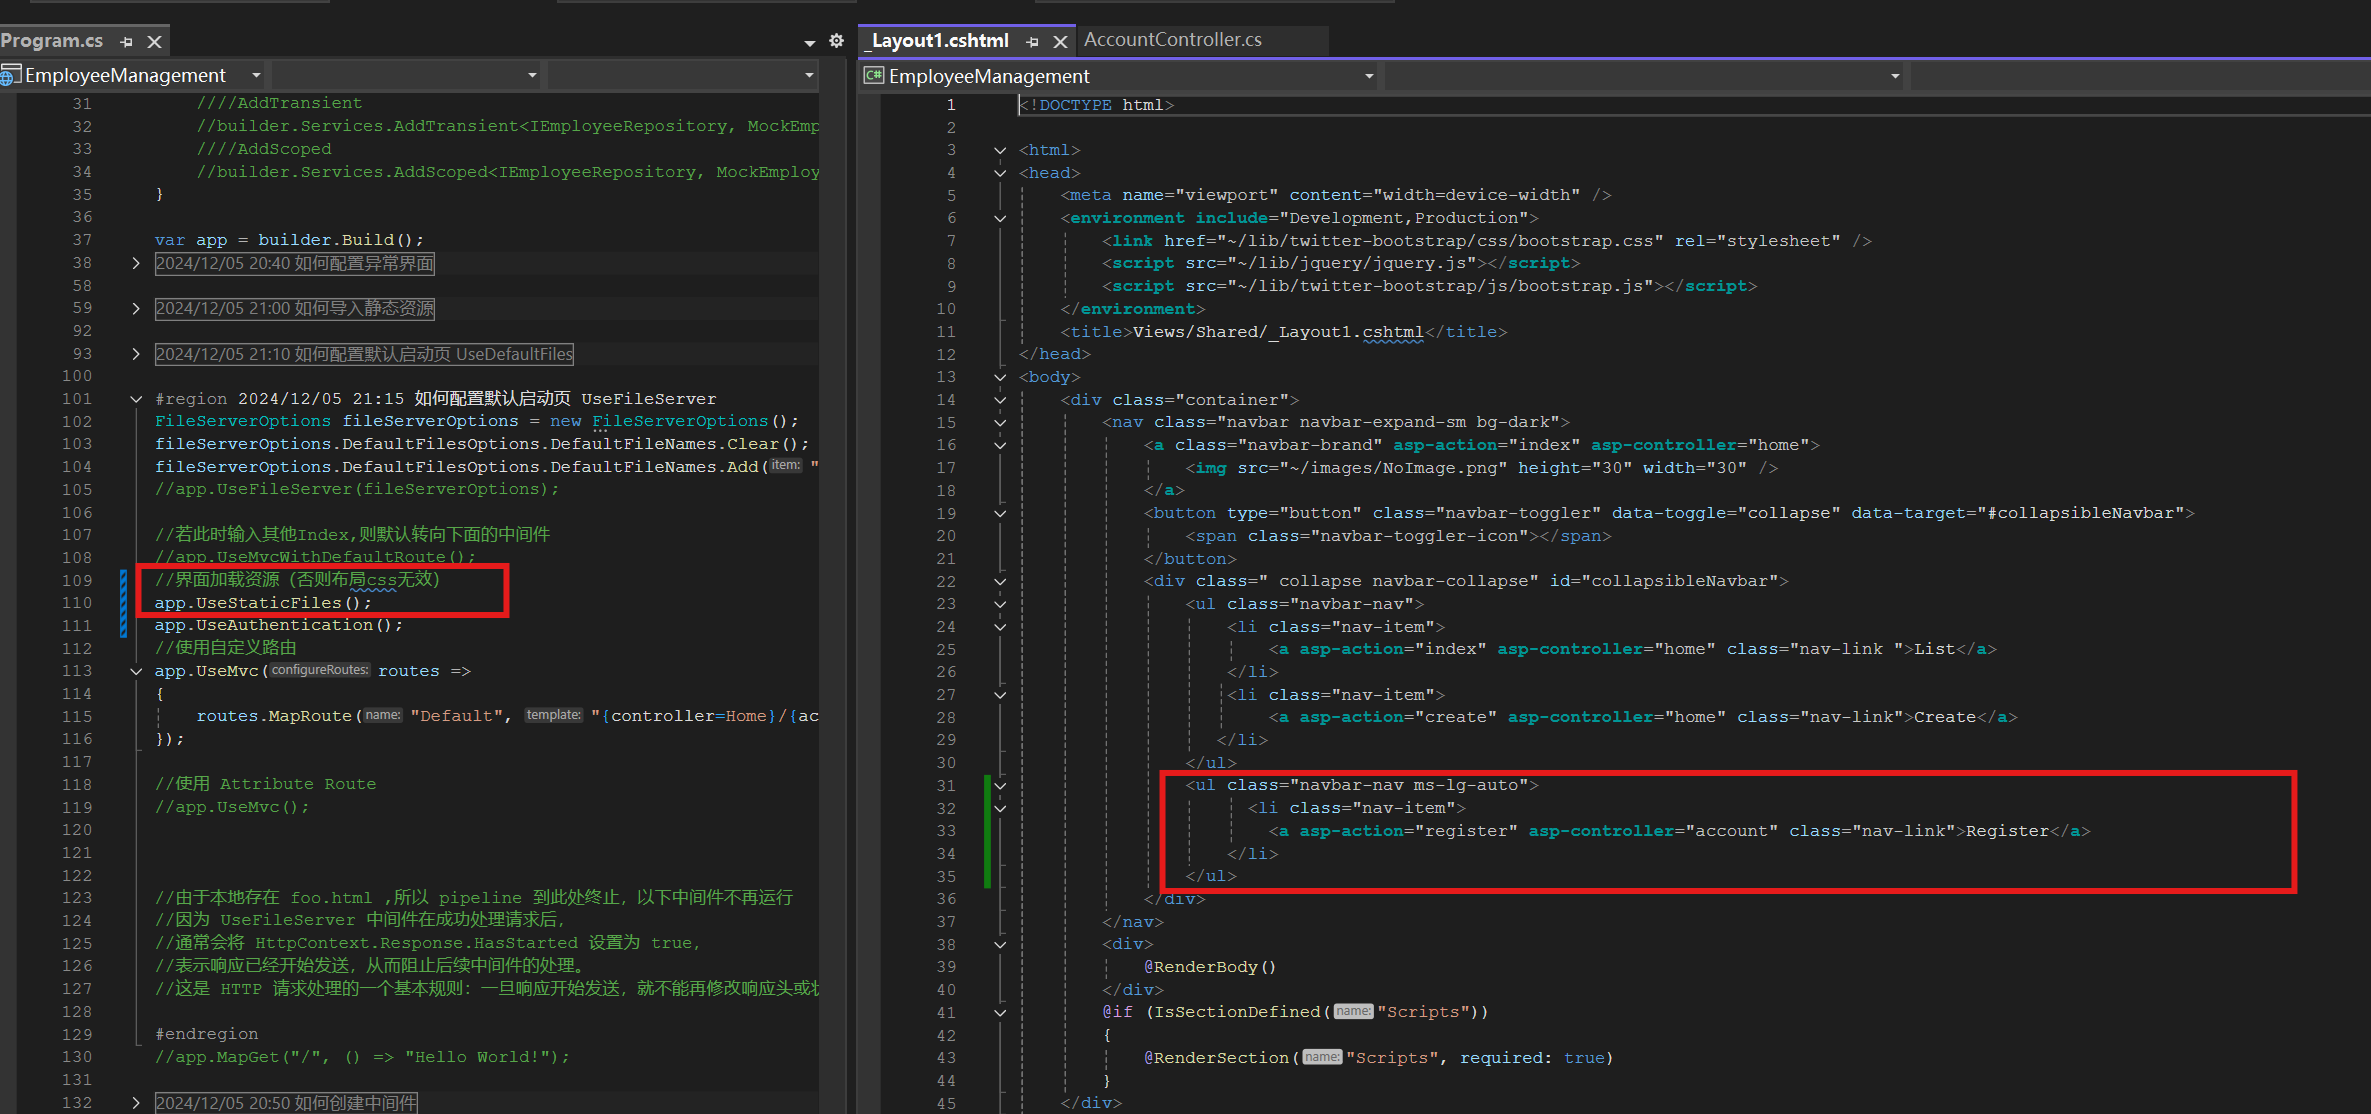 Program.cs
EmployeeManagement
31 ////AddTransient
32 //builder.Services.AddTransient<IEmployeeRepository, MockEmp
33 ////AddScoped
34 //builder.Services.AddScoped<IEmployeeRepository, MockEmploy
35 }
36
37 var app = builder.Build();
38 2024/12/05 20:40 如何配置异常界面
58
59 2024/12/05 21:00 如何导入静态资源
92
93 2024/12/05 21:10 如何配置默认启动页 UseDefaultFiles
100
101 #region 2024/12/05 21:15 如何配置默认启动页 UseFileServer
102 FileServerOptions fileServerOptions = new FileServerOptions();
103 fileServerOptions.DefaultFilesOptions.DefaultFileNames.Clear();
104 fileServerOptions.DefaultFilesOptions.DefaultFileNames.Add(item: "
105 //app.UseFileServer(fileServerOptions);
106
107 //若此时输入其他Index,则默认转向下面的中间件
108 //app.UseMvcWithDefaultRoute();
109 //界面加载资源（否则布局css无效）
110 app.UseStaticFiles();
111 app.UseAuthentication();
112 //使用自定义路由
113 app.UseMvc(configureRoutes: routes =>
114 {
115 routes.MapRoute(name: "Default", template: "{controller=Home}/{ac
116 });
117
118 //使用 Attribute Route
119 //app.UseMvc();
120
121
122
123 //由于本地存在 foo.html ,所以 pipeline 到此处终止，以下中间件不再运行
124 //因为 UseFileServer 中间件在成功处理请求后，
125 //通常会将 HttpContext.Response.HasStarted 设置为 true，
126 //表示响应已经开始发送，从而阻止后续中间件的处理。
127 //这是 HTTP 请求处理的一个基本规则：一旦响应开始发送，就不能再修改响应头或状
128
129 #endregion
130 //app.MapGet("/", () => "Hello World!");
131
132 2024/12/05 20:50 如何创建中间件
_Layout1.cshtml AccountController.cs
C# EmployeeManagement
1 <!DOCTYPE html>
2
3 <html>
4 <head>
5 <meta name="viewport" content="width=device-width" />
6 <environment include="Development,Production">
7 <link href="~/lib/twitter-bootstrap/css/bootstrap.css" rel="stylesheet" />
8 <script src="~/lib/jquery/jquery.js"></script>
9 <script src="~/lib/twitter-bootstrap/js/bootstrap.js"></script>
10 </environment>
11 <title>Views/Shared/_Layout1.cshtml</title>
12 </head>
13 <body>
14 <div class="container">
15 <nav class="navbar navbar-expand-sm bg-dark">
16 <a class="navbar-brand" asp-action="index" asp-controller="home">
17 <img src="~/images/NoImage.png" height="30" width="30" />
18 </a>
19 <button type="button" class="navbar-toggler" data-toggle="collapse" data-target="#collapsibleNavbar">
20 <span class="navbar-toggler-icon"></span>
21 </button>
22 <div class=" collapse navbar-collapse" id="collapsibleNavbar">
23 <ul class="navbar-nav">
24 <li class="nav-item">
25 <a asp-action="index" asp-controller="home" class="nav-link ">List</a>
26 </li>
27 <li class="nav-item">
28 <a asp-action="create" asp-controller="home" class="nav-link">Create</a>
29 </li>
30 </ul>
31 <ul class="navbar-nav ms-lg-auto">
32 <li class="nav-item">
33 <a asp-action="register" asp-controller="account" class="nav-link">Register</a>
34 </li>
35 </ul>
36 </div>
37 </nav>
38 <div>
39 @RenderBody()
40 </div>
41 @if (IsSectionDefined(name: "Scripts"))
42 {
43 @RenderSection(name: "Scripts", required: true)
44 }
45 </div>